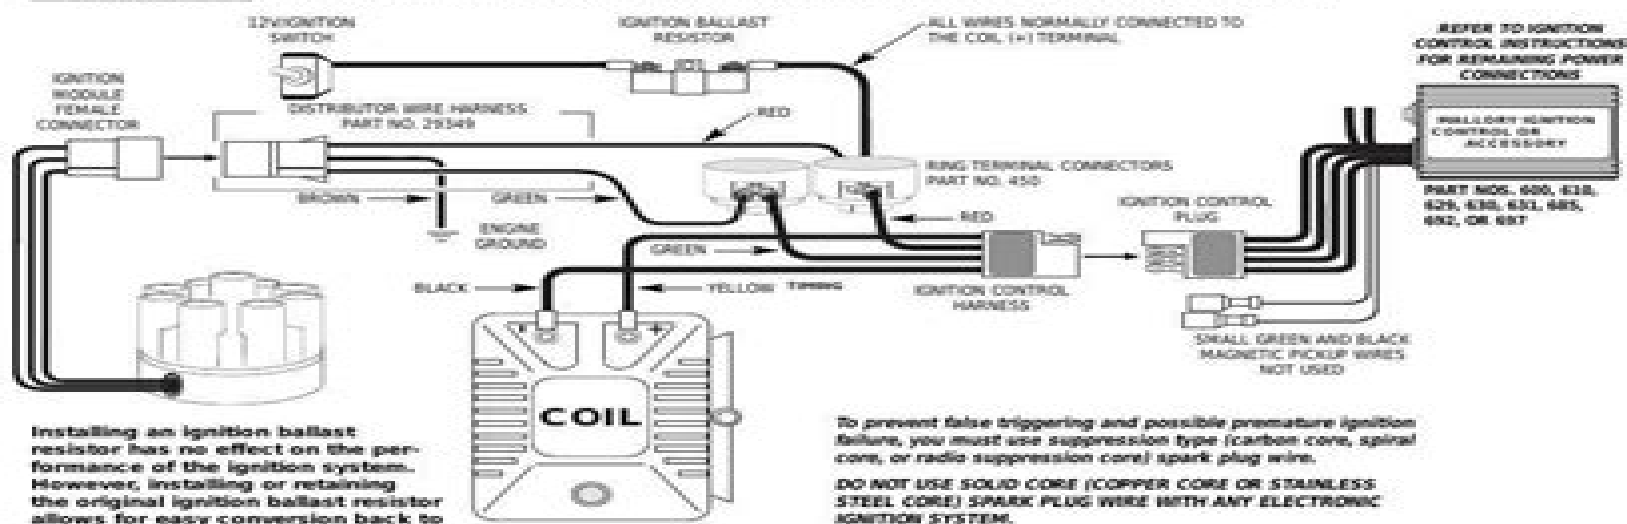 12V IGNITION
SWITCH
IGNITION BALLAST
RESISTOR
ALL WIRES NORMALLY CONNECTED TO
THE COIL (+) TERMINAL
REFER TO IGNITION
CONTROL INSTRUCTIONS
FOR REMAINING POWER
CONNECTIONS
IGNITION
MODULE
FEMALE
CONNECTOR
DISTRIBUTOR WIRE HARNESS
PART NO. 29349
RED
MALLORY IGNITION
CONTROL OR
ACCESSORY
RING TERMINAL CONNECTORS
PART NO. 450
PART NOS. 600, 618,
629, 630, 631, 685,
692, OR 697
BROWN
GREEN
ENGINE
GROUND
RED
IGNITION CONTROL
PLUG
GREEN
BLACK
YELLOW TIMING
IGNITION CONTROL
HARNESS
SMALL GREEN AND BLACK
MAGNETIC PICKUP WIRES
NOT USED
-
+
COIL
Installing an ignition ballast
resistor has no effect on the per-
formance of the ignition system.
However, installing or retaining
the original ignition ballast resistor
allows for easy conversion back to
To prevent false triggering and possible premature ignition
failure, you must use suppression type (carbon core, spiral
core, or radio suppression core) spark plug wire.
DO NOT USE SOLID CORE (COPPER CORE OR STAINLESS
STEEL CORE) SPARK PLUG WIRE WITH ANY ELECTRONIC
IGNITION SYSTEM.